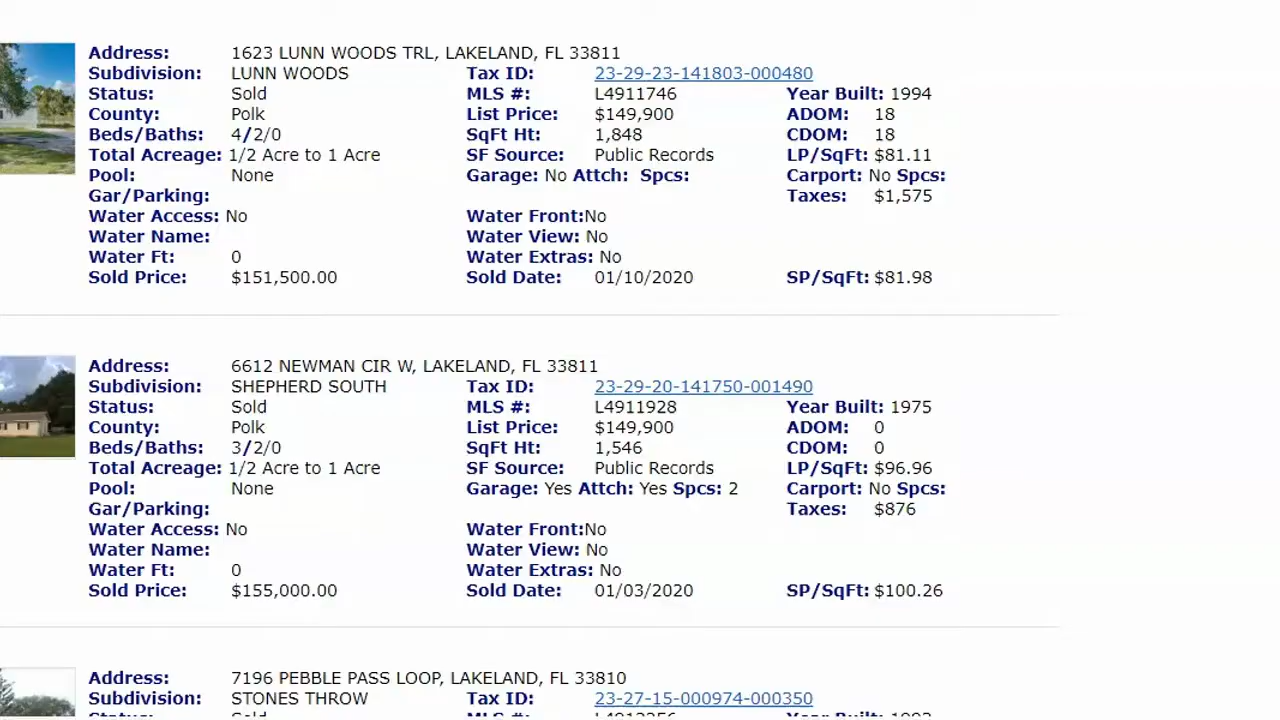 Address: 1623 LUNN WOODS TRL, LAKELAND, FL 33811
Subdivision: LUNN WOODS Tax ID: 23-29-23-141803-000480
Status: Sold MLS #: L4911746 Year Built: 1994
County: Polk List Price: $149,900 ADOM: 18
Beds/Baths: 4/2/0 SqFt Ht: 1,848 CDOM: 18
Total Acreage: 1/2 Acre to 1 Acre SF Source: Public Records LP/SqFt: $81.11
Pool: None Garage: No Attch: Spcs: Carport: No Spcs:
Gar/Parking: Taxes: $1,575
Water Access: No Water Front:No
Water Name: Water View: No
Water Ft: 0 Water Extras: No
Sold Price: $151,500.00 Sold Date: 01/10/2020 SP/SqFt: $81.98
Address: 6612 NEWMAN CIR W, LAKELAND, FL 33811
Subdivision: SHEPHERD SOUTH Tax ID: 23-29-20-141750-001490
Status: Sold MLS #: L4911928 Year Built: 1975
County: Polk List Price: $149,900 ADOM: 0
Beds/Baths: 3/2/0 SqFt Ht: 1,546 CDOM: 0
Total Acreage: 1/2 Acre to 1 Acre SF Source: Public Records LP/SqFt: $96.96
Pool: None Garage: Yes Attch: Yes Spcs: 2 Carport: No Spcs:
Gar/Parking: Taxes: $876
Water Access: No Water Front:No
Water Name: Water View: No
Water Ft: 0 Water Extras: No
Sold Price: $155,000.00 Sold Date: 01/03/2020 SP/SqFt: $100.26
Address: 7196 PEBBLE PASS LOOP, LAKELAND, FL 33810
Subdivision: STONES THROW Tax ID: 23-27-15-000974-000350
Status: Sold MLS #: Year Built: